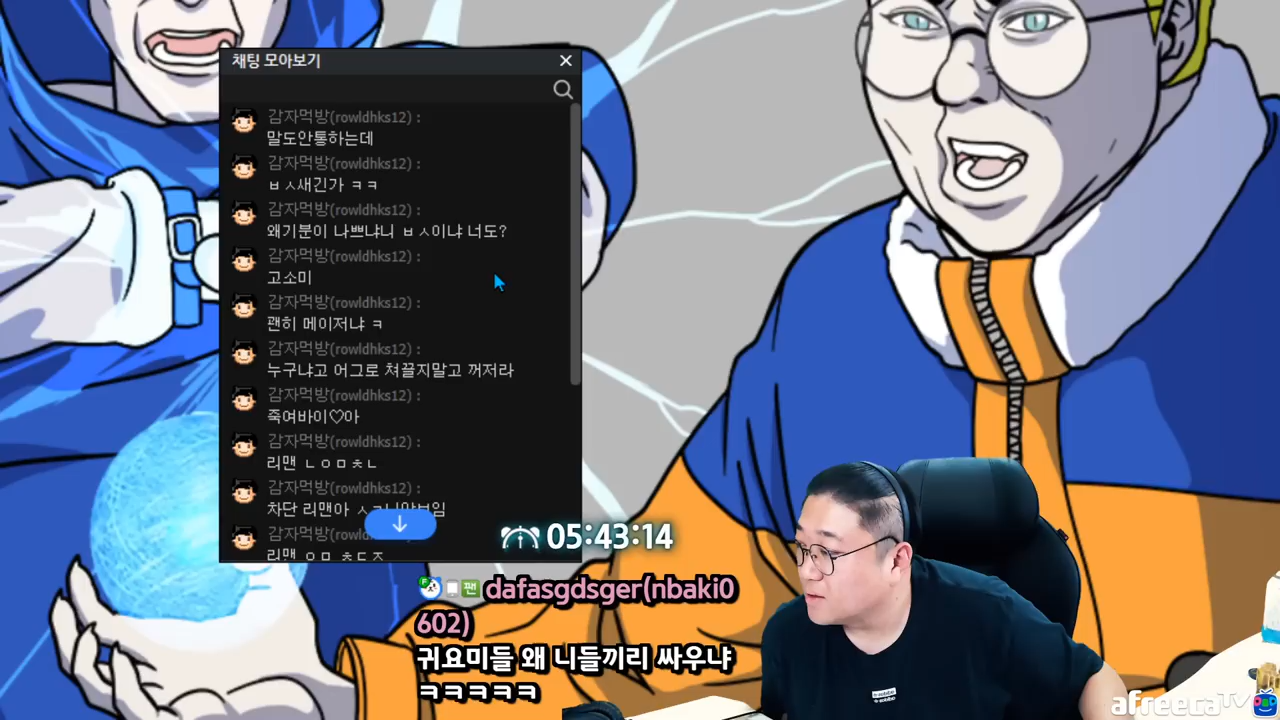 채팅 모아보기
감자먹방(rowldhks12) :
말도안통하는데
감자먹방(rowldhks12) :
ㅂㅅ새긴가 ㅋㅋ
감자먹방(rowldhks12) :
왜기분이 나쁘냐니 ㅂㅅ이냐 너도?
감자먹방(rowldhks12) :
고소미
감자먹방(rowldhks12) :
괜히 메이저냐 ㅋ
감자먹방(rowldhks12) :
누구냐고 어그로 쳐끌지말고 꺼저라
감자먹방(rowldhks12) :
죽여바이♡아
감자먹방(rowldhks12) :
리맨 ㄴㅇㅁㅊㄴ
감자먹방(rowldhks12) :
차단 리맨아
감자먹방(rowldhks12) :
리맨 ㅇㅁ ㅊㄷㅈ
05:43:14
F 팬 dafasgdsger(nbaki0
602)
귀요미들 왜 니들끼리 싸우냐
ㅋㅋㅋㅋㅋ
afreecaTV